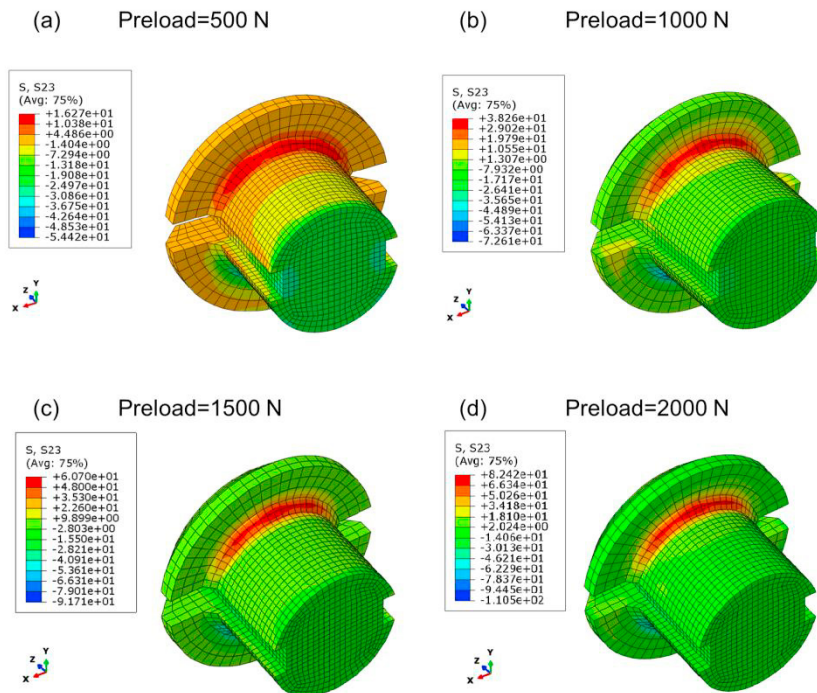 (a) Preload=500 N
S, S23
(Avg: 75%)
+1.627e+01
+1.038e+01
+4.486e+00
-1.404e+00
-7.294e+00
-1.318e+01
-1.908e+01
-2.497e+01
-3.086e+01
-3.675e+01
-4.264e+01
-4.853e+01
-5.442e+01
Y
Z
X
(b) Preload=1000 N
S, S23
(Avg: 75%)
+3.826e+01
+2.902e+01
+1.979e+01
+1.055e+01
+1.307e+00
-7.932e+00
-1.717e+01
-2.641e+01
-3.565e+01
-4.489e+01
-5.413e+01
-6.337e+01
-7.261e+01
Y
Z
X
(c) Preload=1500 N
S, S23
(Avg: 75%)
+6.070e+01
+4.800e+01
+3.530e+01
+2.260e+01
+9.899e+00
-2.803e+00
-1.550e+01
-2.821e+01
-4.091e+01
-5.361e+01
-6.631e+01
-7.901e+01
-9.171e+01
Y
Z
X
(d) Preload=2000 N
S, S23
(Avg: 75%)
+8.242e+01
+6.634e+01
+5.026e+01
+3.418e+01
+1.810e+01
+2.024e+00
-1.406e+01
-3.013e+01
-4.621e+01
-6.229e+01
-7.837e+01
-9.445e+01
-1.105e+02
Y
Z
X